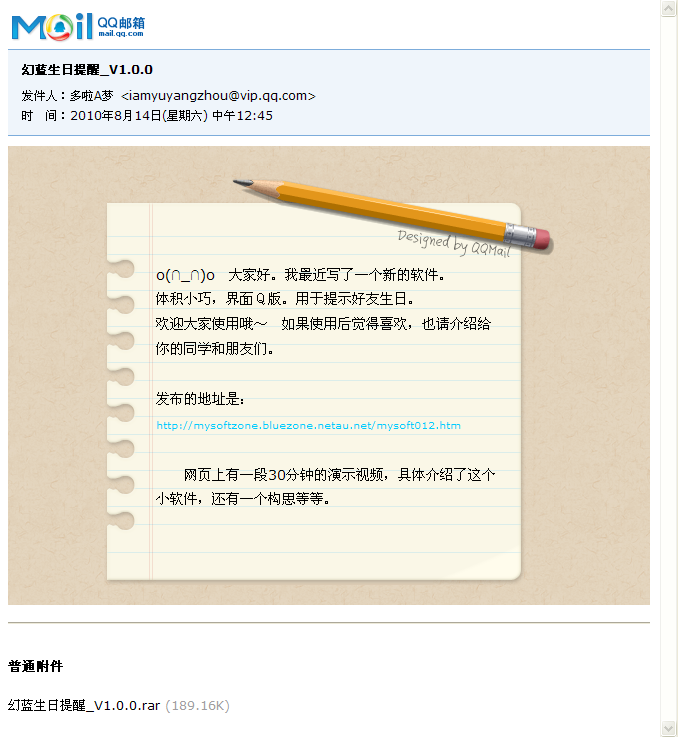 Mail QQ邮箱
mail.qq.com
幻蓝生日提醒_V1.0.0
发件人：多啦A梦 <iamyuyangzhou@vip.qq.com>
时 间：2010年8月14日(星期六) 中午12:45
Designed by QQMail
o(∩_∩)o 大家好。我最近写了一个新的软件。
体积小巧，界面Ｑ版。用于提示好友生日。
欢迎大家使用哦～ 如果使用后觉得喜欢，也请介绍给
你的同学和朋友们。
发布的地址是：
http://mysoftzone.bluezone.netau.net/mysoft012.htm
网页上有一段30分钟的演示视频，具体介绍了这个
小软件，还有一个构思等等。
普通附件
幻蓝生日提醒_V1.0.0.rar (189.16K)